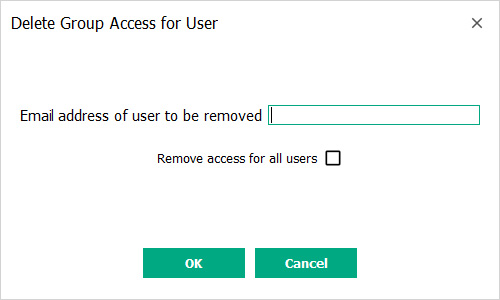 Delete Group Access for User
Email address of user to be removed
Remove access for all users
OK Cancel